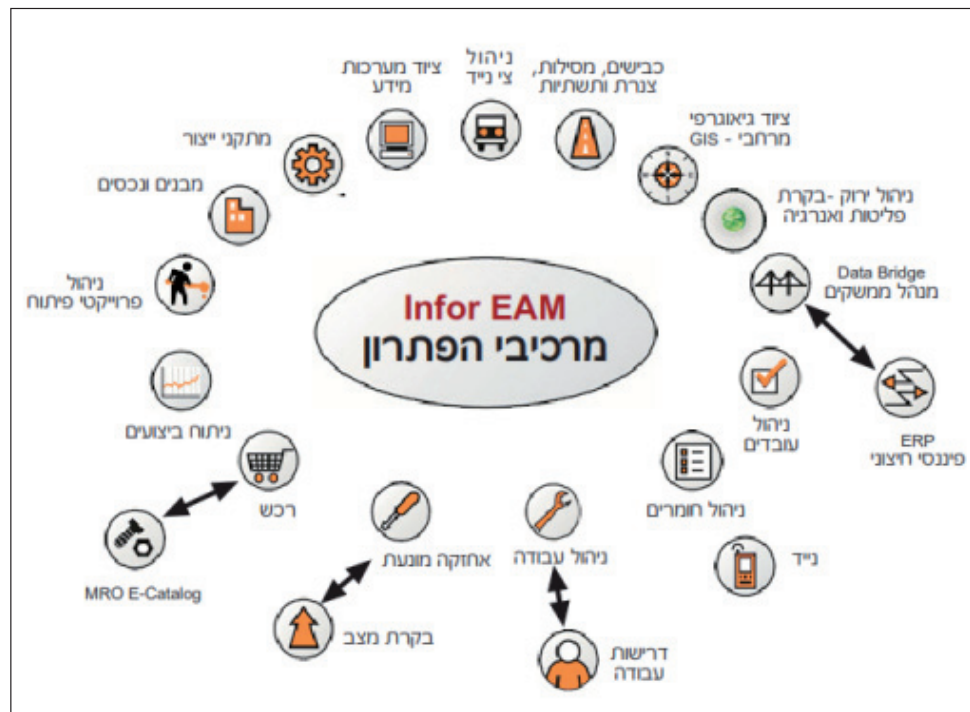 ניהול
צי נייד
כבישים, מסילות,
צנרת ותשתיות
ציוד גיאוגרפי
מרחבי - GIS
ניהול ירוק -בקרת
פליטות ואנרגיה
Data Bridge
מנהל ממשקים
ERP
פיננסי חיצוני
ניהול
עובדים
ניהול חומרים
נייד
ניהול עבודה
דרישות
עבודה
אחזקה מונעת
בקרת מצב
רכש
MRO E-Catalog
ניתוח ביצועים
ניהול
פרוייקטי פיתוח
מבנים ונכסים
מתקני ייצור
ציוד מערכות
מידע
Infor EAM
מרכיבי הפתרון